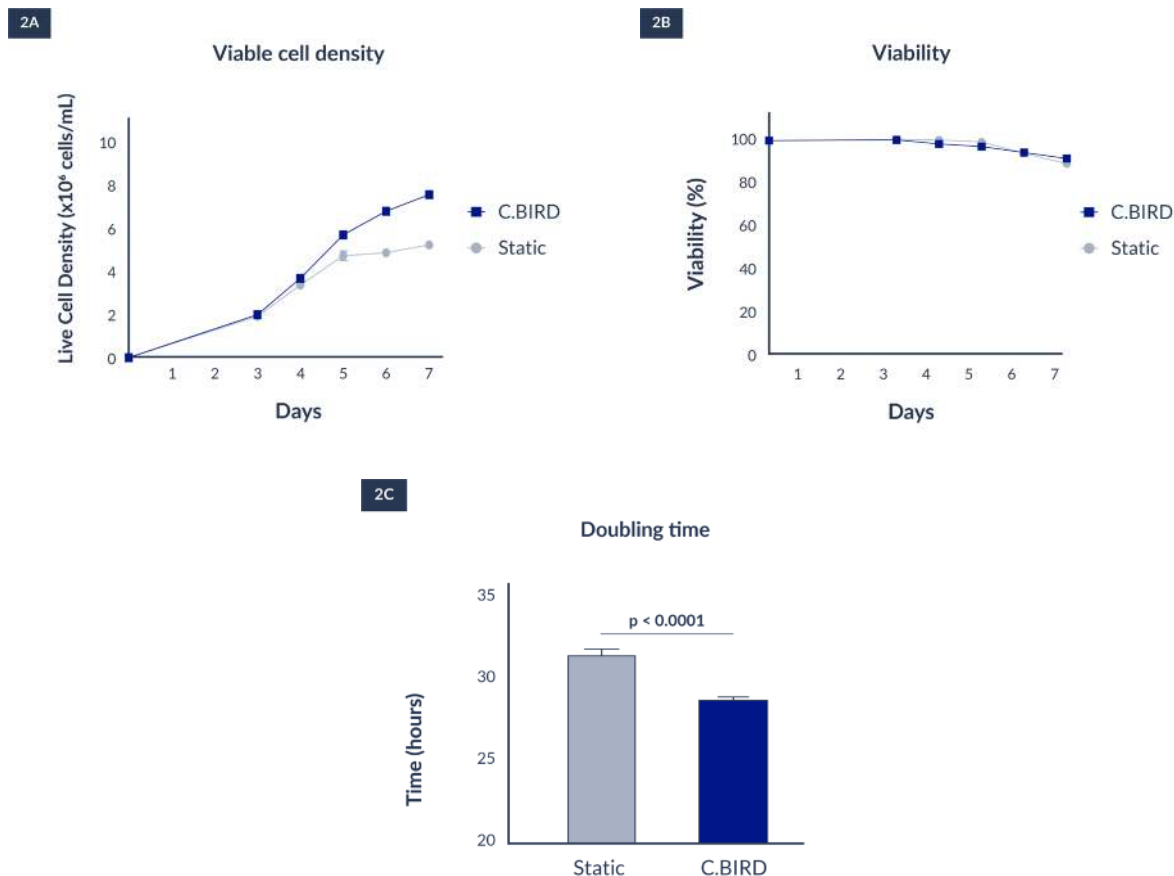 2A
Viable cell density
Live Cell Density (x10⁶ cells/mL)
10
8
6
4
2
0
1 2 3 4 5 6 7
Days
C.BIRD
Static
2B
Viability
Viability (%)
100
80
60
40
20
0
1 2 3 4 5 6 7
Days
C.BIRD
Static
2C
Doubling time
Time (hours)
35
30
25
20
p < 0.0001
Static C.BIRD